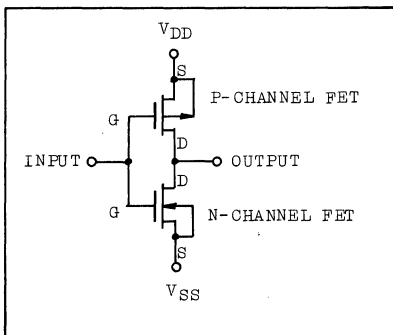 VDD
S
P-CHANNEL FET
G
D
INPUT OUTPUT
D
G N-CHANNEL FET
S
VSS